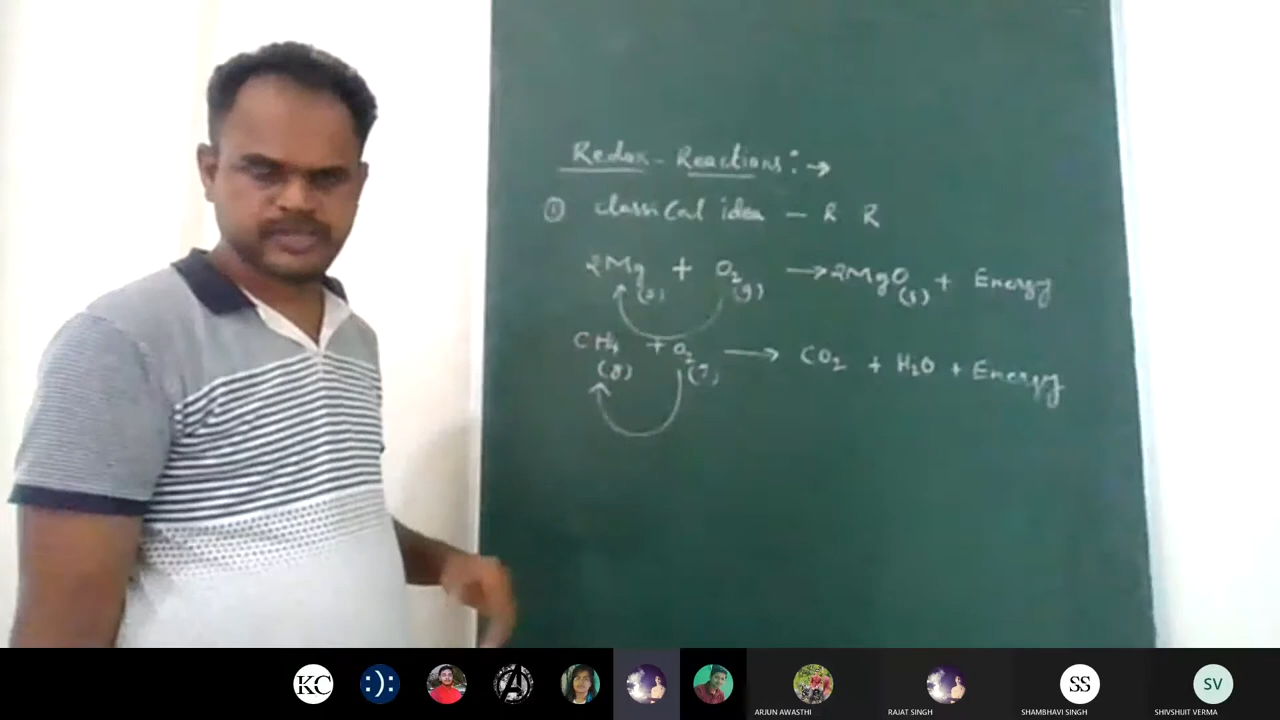 Redox - Reactions :→
① Classical idea - R R
2Mg(s) + O₂(g) → 2MgO(s) + Energy
CH₄(g) + O₂(g) → CO₂ + H₂O + Energy
KC :): A SS SV
ARJUN AWASTHI RAJAT SINGH SHAMBHAVI SINGH SHIVSHIJIT VERMA